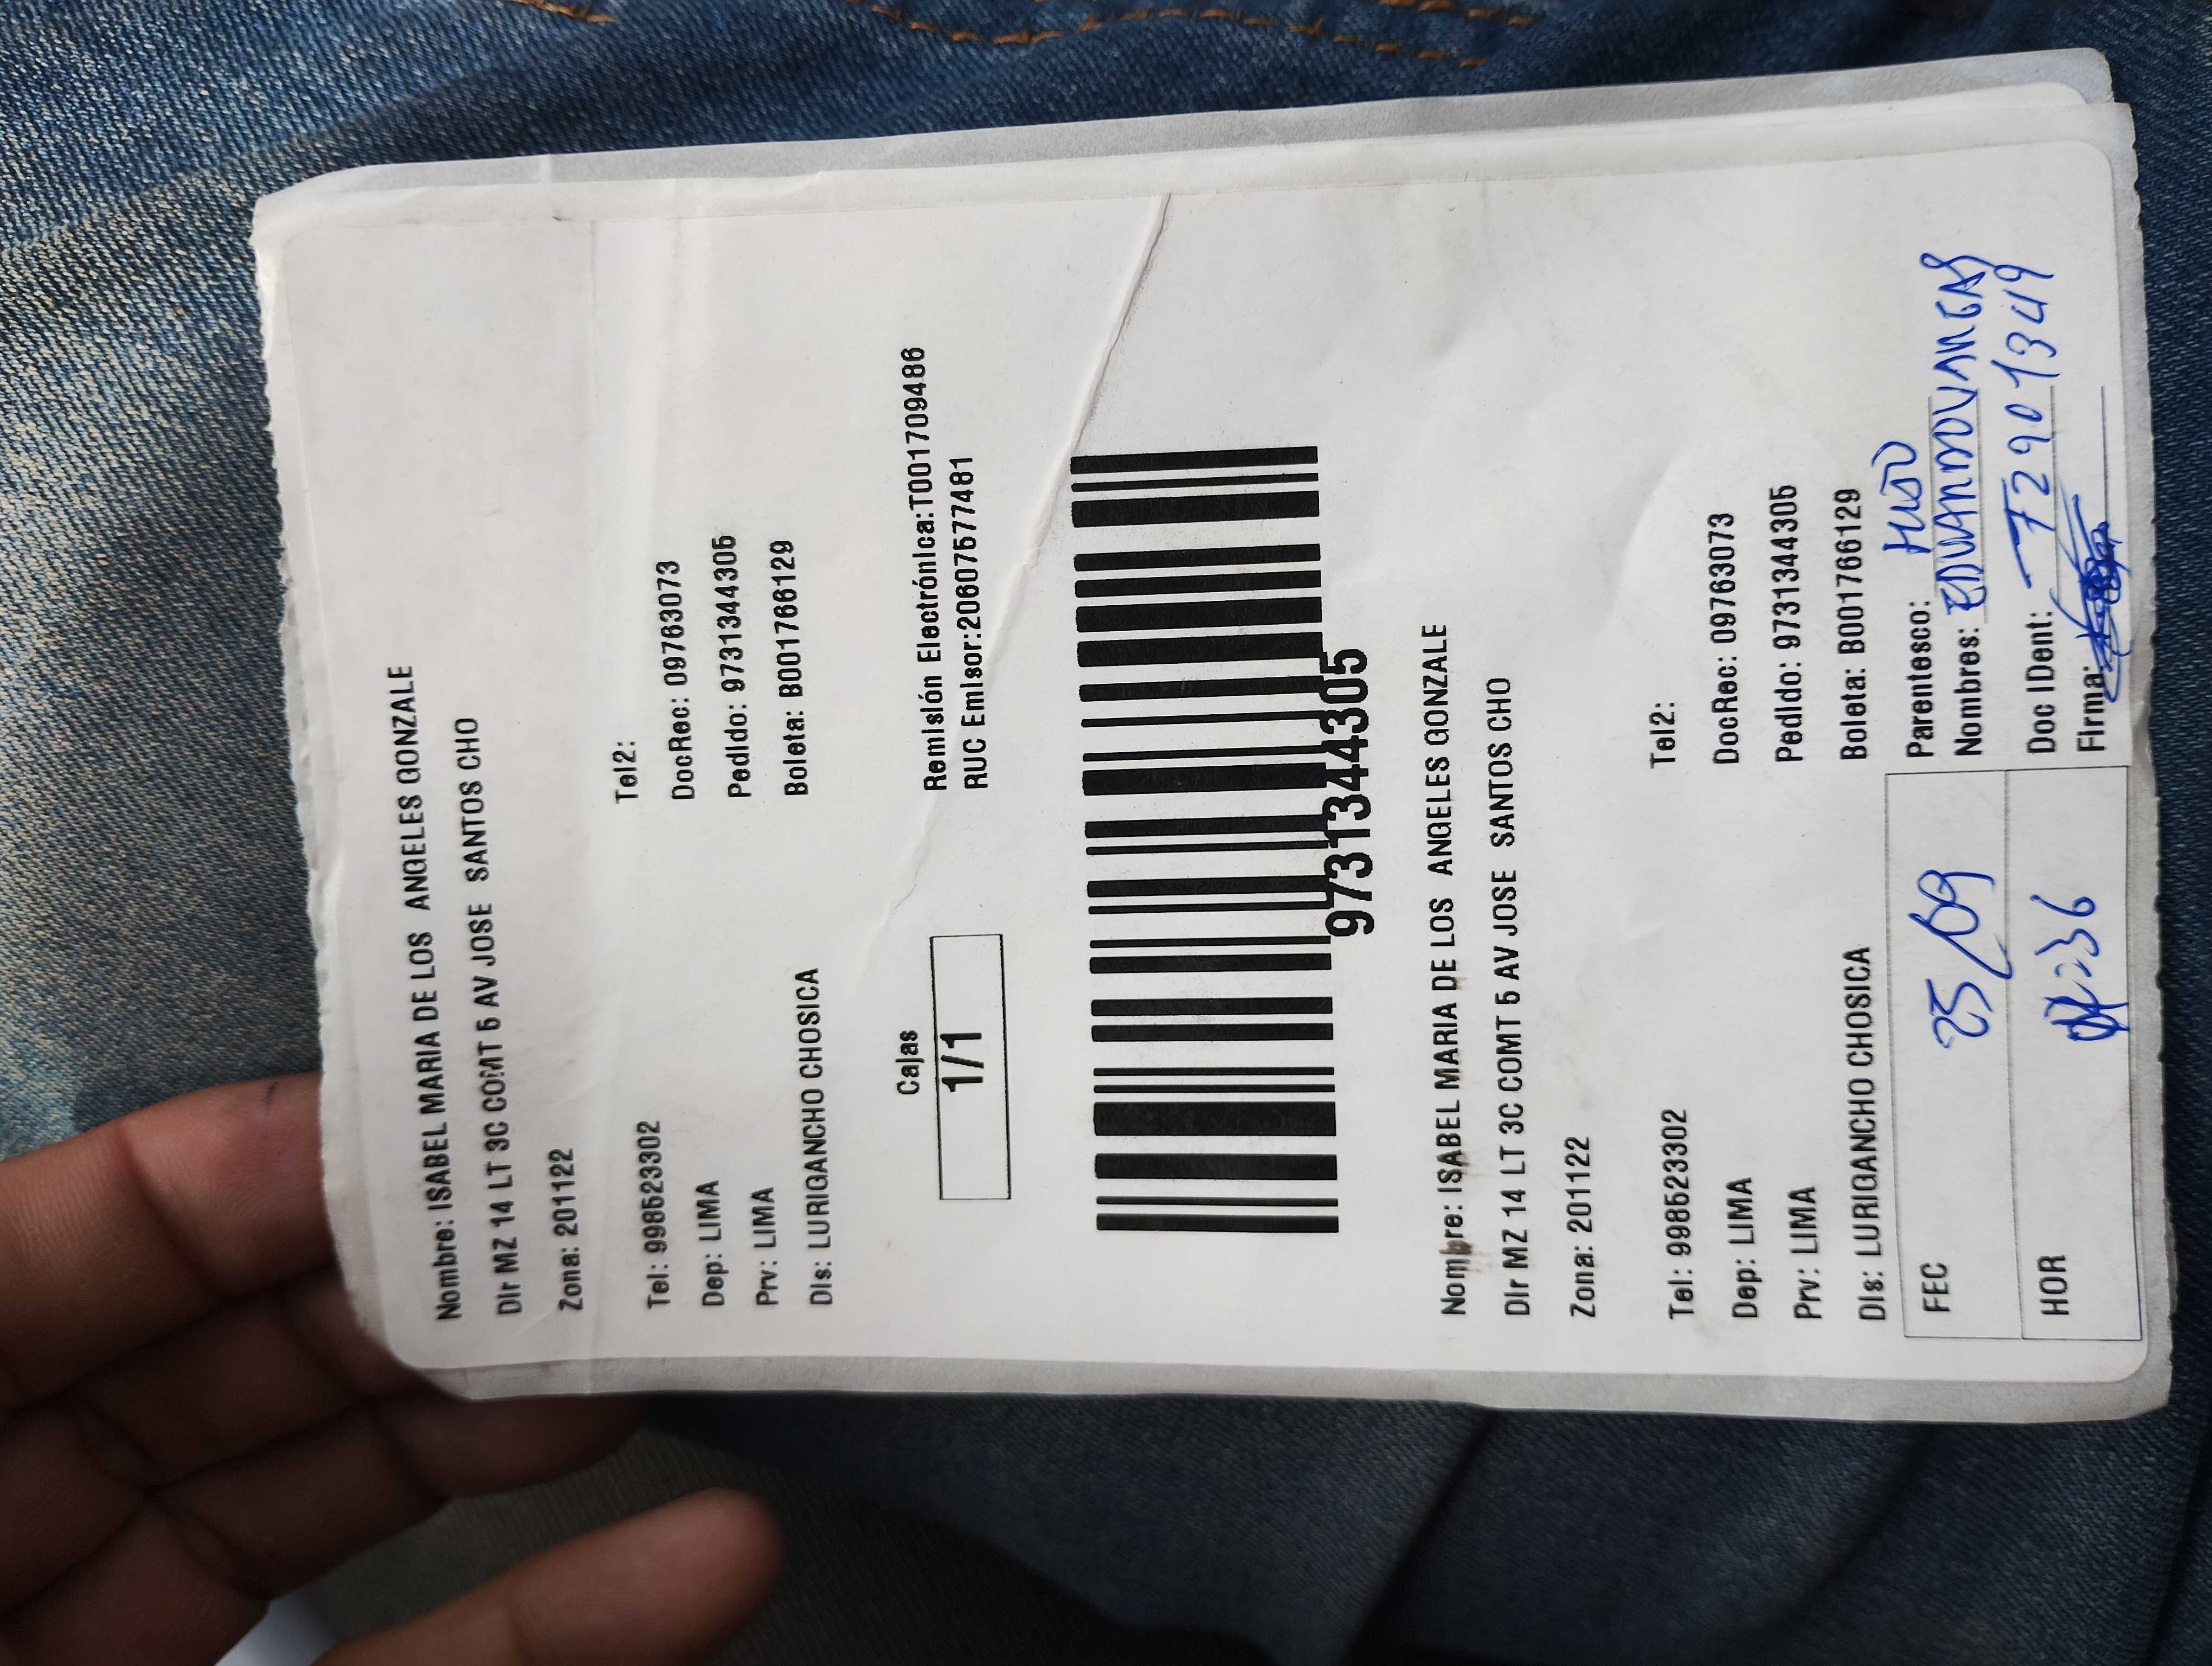 Nombre: ISABEL MARIA DE LOS ANGELES GONZALE
Dir MZ 14 LT 3C COMT 5 AV JOSE SANTOS CHO
Zona: 201122
Tel: 998523302 Tel2:
Dep: LIMA DocRec: 09763073
Prv: LIMA Pedido: 9731344305
Dis: LURIGANCHO CHOSICA Boleta: B001766129
Cajas
1/1
Remisión Electrónica:T001709486
RUC Emisor:20607577481
9731344305
Nombre: ISABEL MARIA DE LOS ANGELES GONZALE
Dir MZ 14 LT 3C COMT 5 AV JOSE SANTOS CHO
Zona: 201122
Tel: 998523302 Tel2:
Dep: LIMA DocRec: 09763073
Prv: LIMA Pedido: 9731344305
Dis: LURIGANCHO CHOSICA Boleta: B001766129
FEC 25/09
HOR
Parentesco:
Nombres:
Doc IDent: 72901349
Firma: